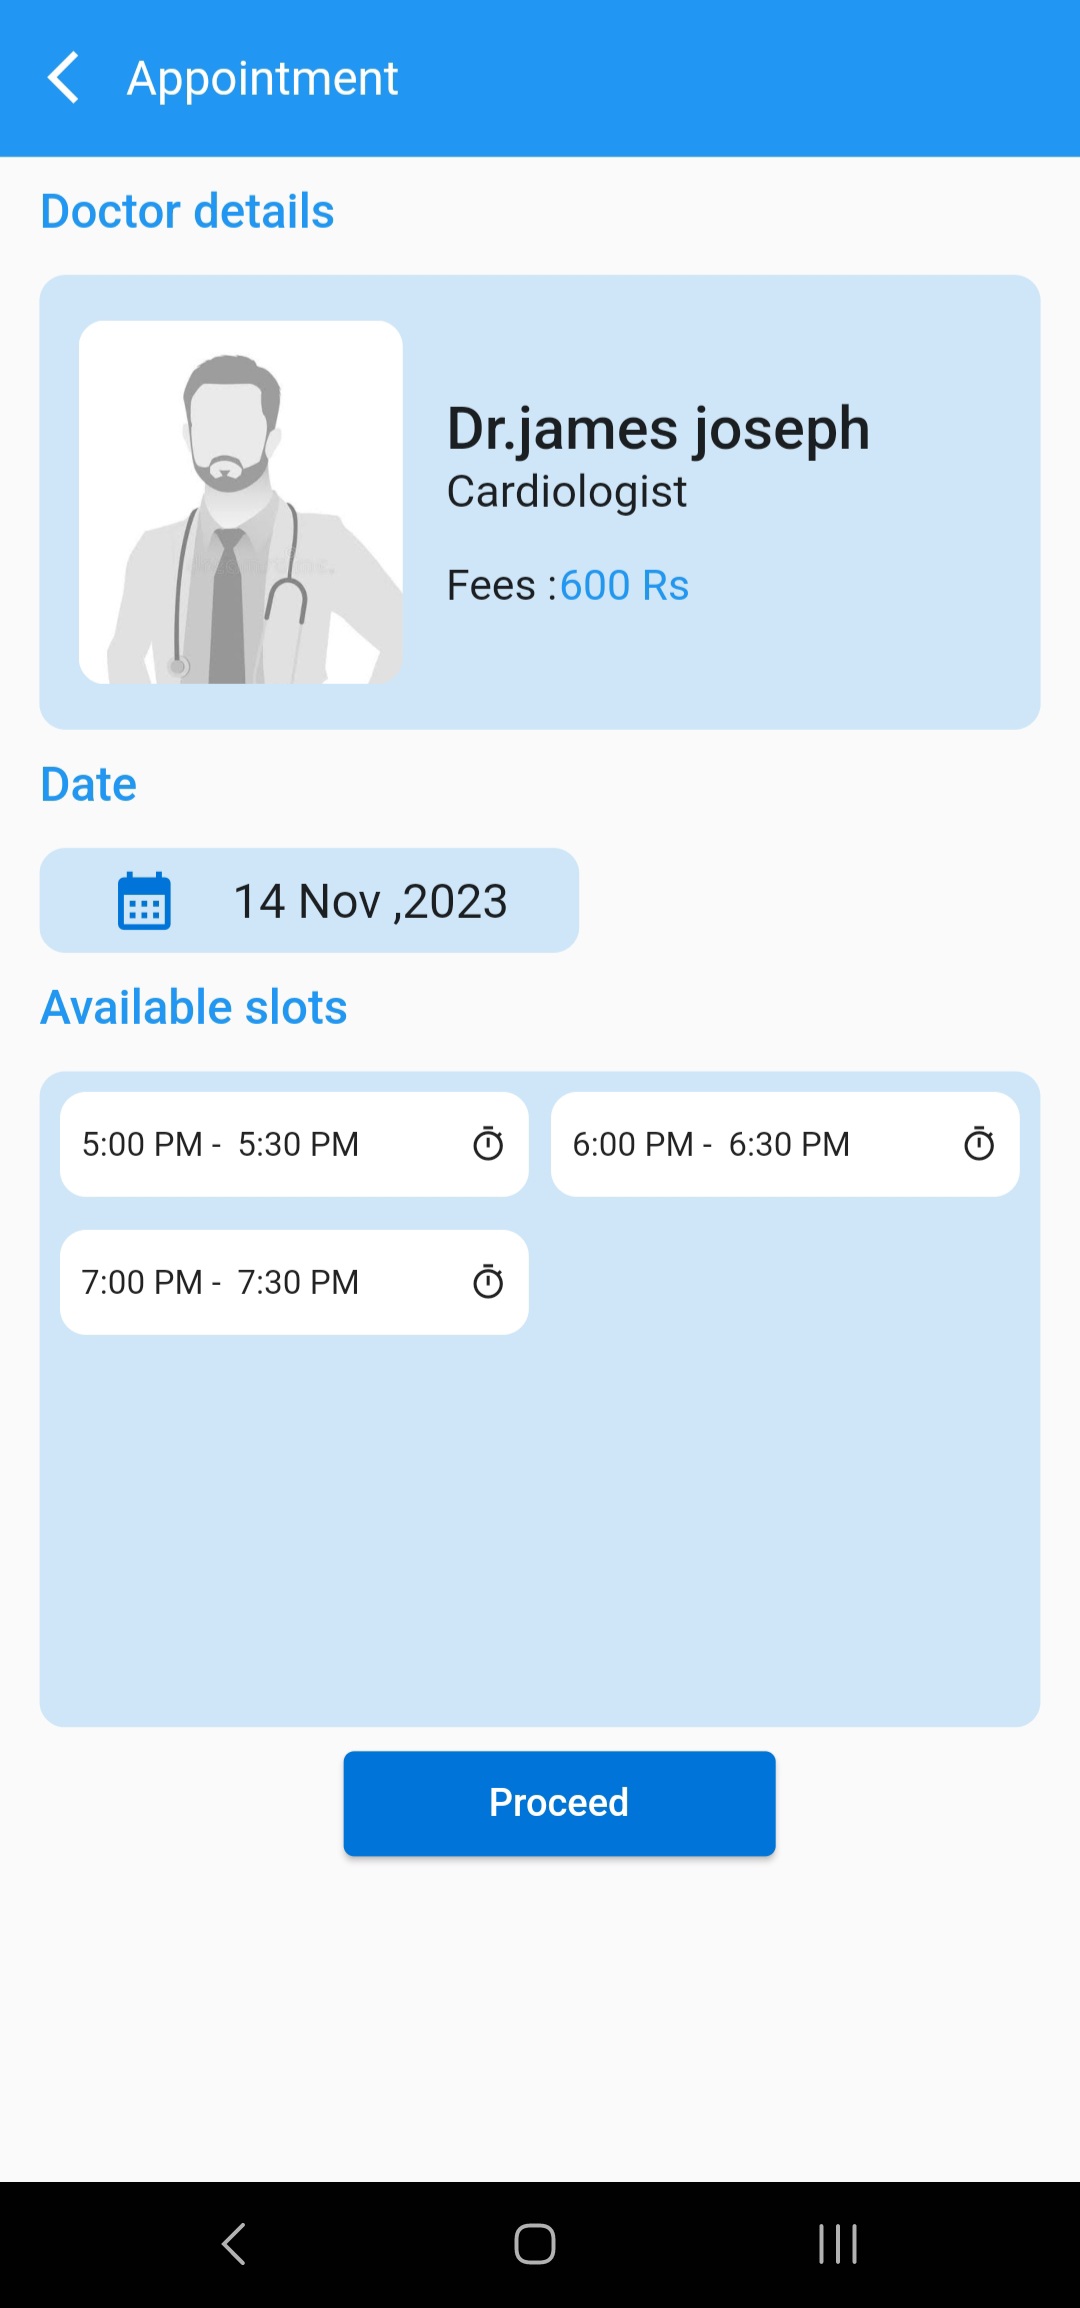 Appointment
Doctor details
Dr.james joseph
Cardiologist
Fees :600 Rs
Date
14 Nov ,2023
Available slots
5:00 PM -  5:30 PM
6:00 PM -  6:30 PM
7:00 PM -  7:30 PM
Proceed